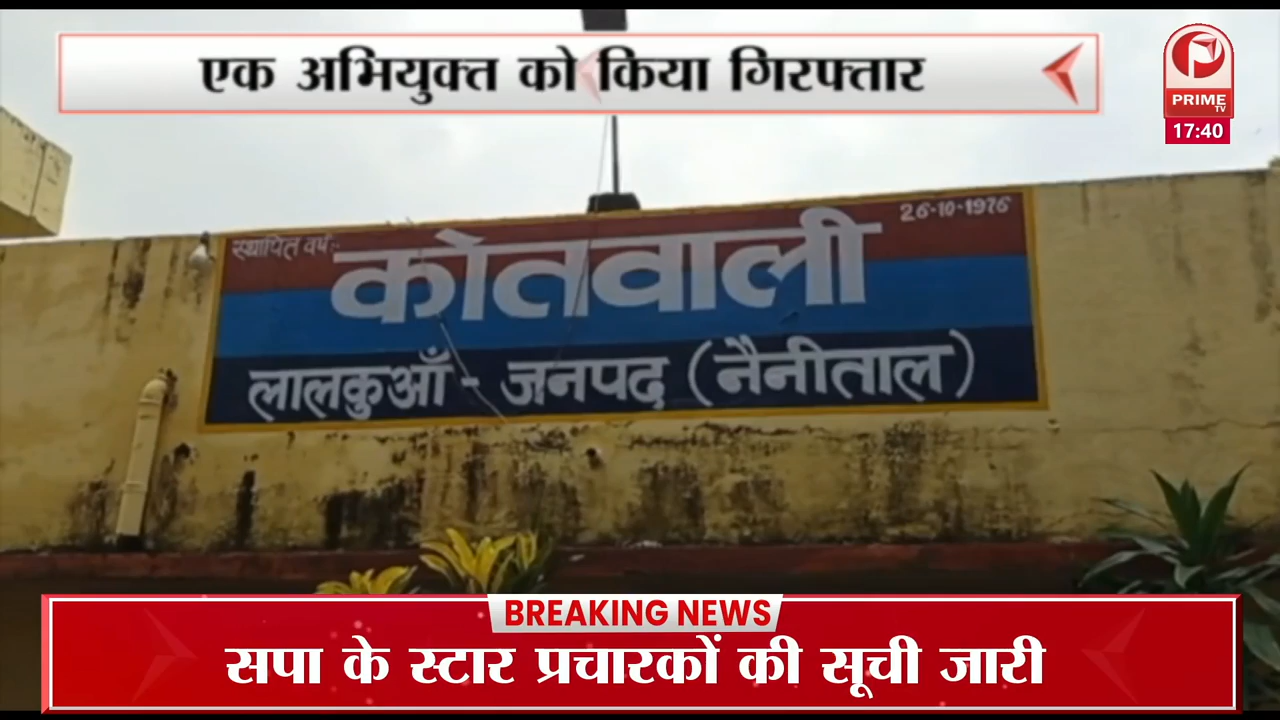 एक अभियुक्त को किया गिरफ्तार
PRIME
TV
17:40
स्थापित वर्ष:-
26-10-1976
कोतवाली
लालकुआँ - जनपद (नैनीताल)
BREAKING NEWS
सपा के स्टार प्रचारकों की सूची जारी